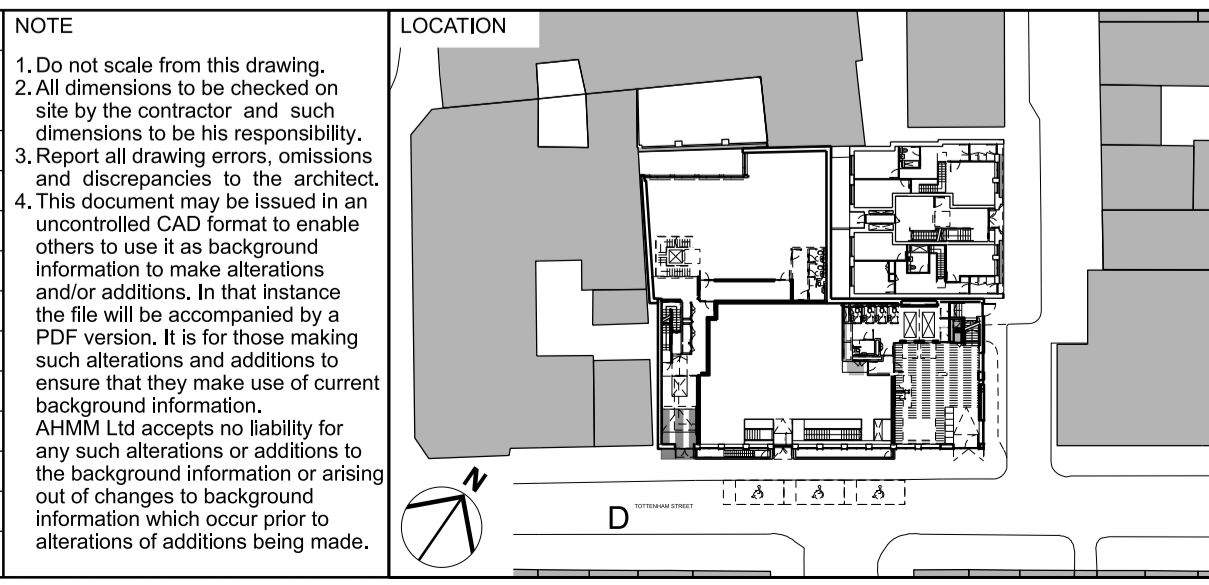 NOTE
1. Do not scale from this drawing.
2. All dimensions to be checked on
site by the contractor and such
dimensions to be his responsibility.
3. Report all drawing errors, omissions
and discrepancies to the architect.
4. This document may be issued in an
uncontrolled CAD format to enable
others to use it as background
information to make alterations
and/or additions. In that instance
the file will be accompanied by a
PDF version. It is for those making
such alterations and additions to
ensure that they make use of current
background information.
AHMM Ltd accepts no liability for
any such alterations or additions to
the background information or arising
out of changes to background
information which occur prior to
alterations of additions being made.
LOCATION
N
D
TOTTENHAM STREET